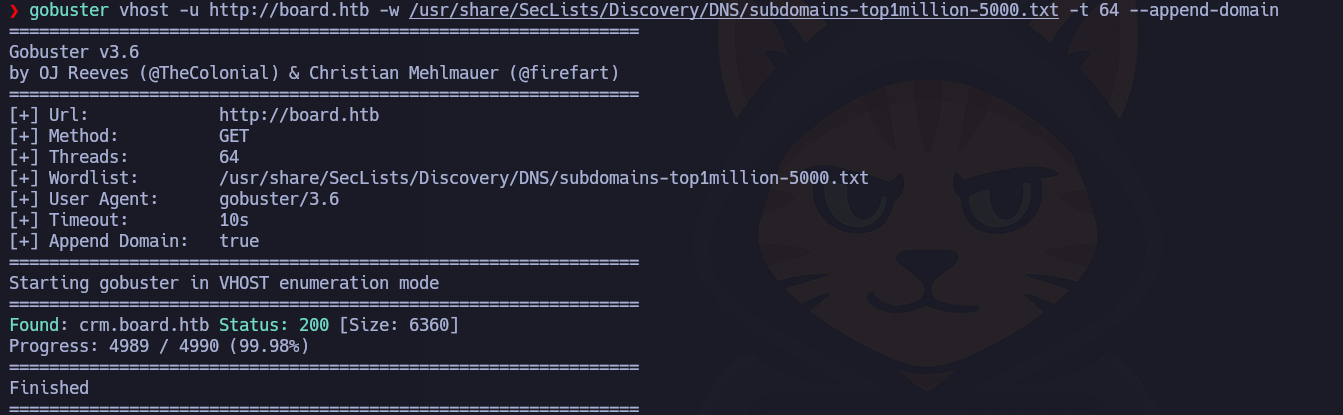 ❯ gobuster vhost -u http://board.htb -w /usr/share/SecLists/Discovery/DNS/subdomains-top1million-5000.txt -t 64 --append-domain
===============================================================
Gobuster v3.6
by OJ Reeves (@TheColonial) & Christian Mehlmauer (@firefart)
===============================================================
[+] Url:             http://board.htb
[+] Method:          GET
[+] Threads:         64
[+] Wordlist:        /usr/share/SecLists/Discovery/DNS/subdomains-top1million-5000.txt
[+] User Agent:      gobuster/3.6
[+] Timeout:         10s
[+] Append Domain:   true
===============================================================
Starting gobuster in VHOST enumeration mode
===============================================================
Found: crm.board.htb Status: 200 [Size: 6360]
Progress: 4989 / 4990 (99.98%)
===============================================================
Finished
===============================================================